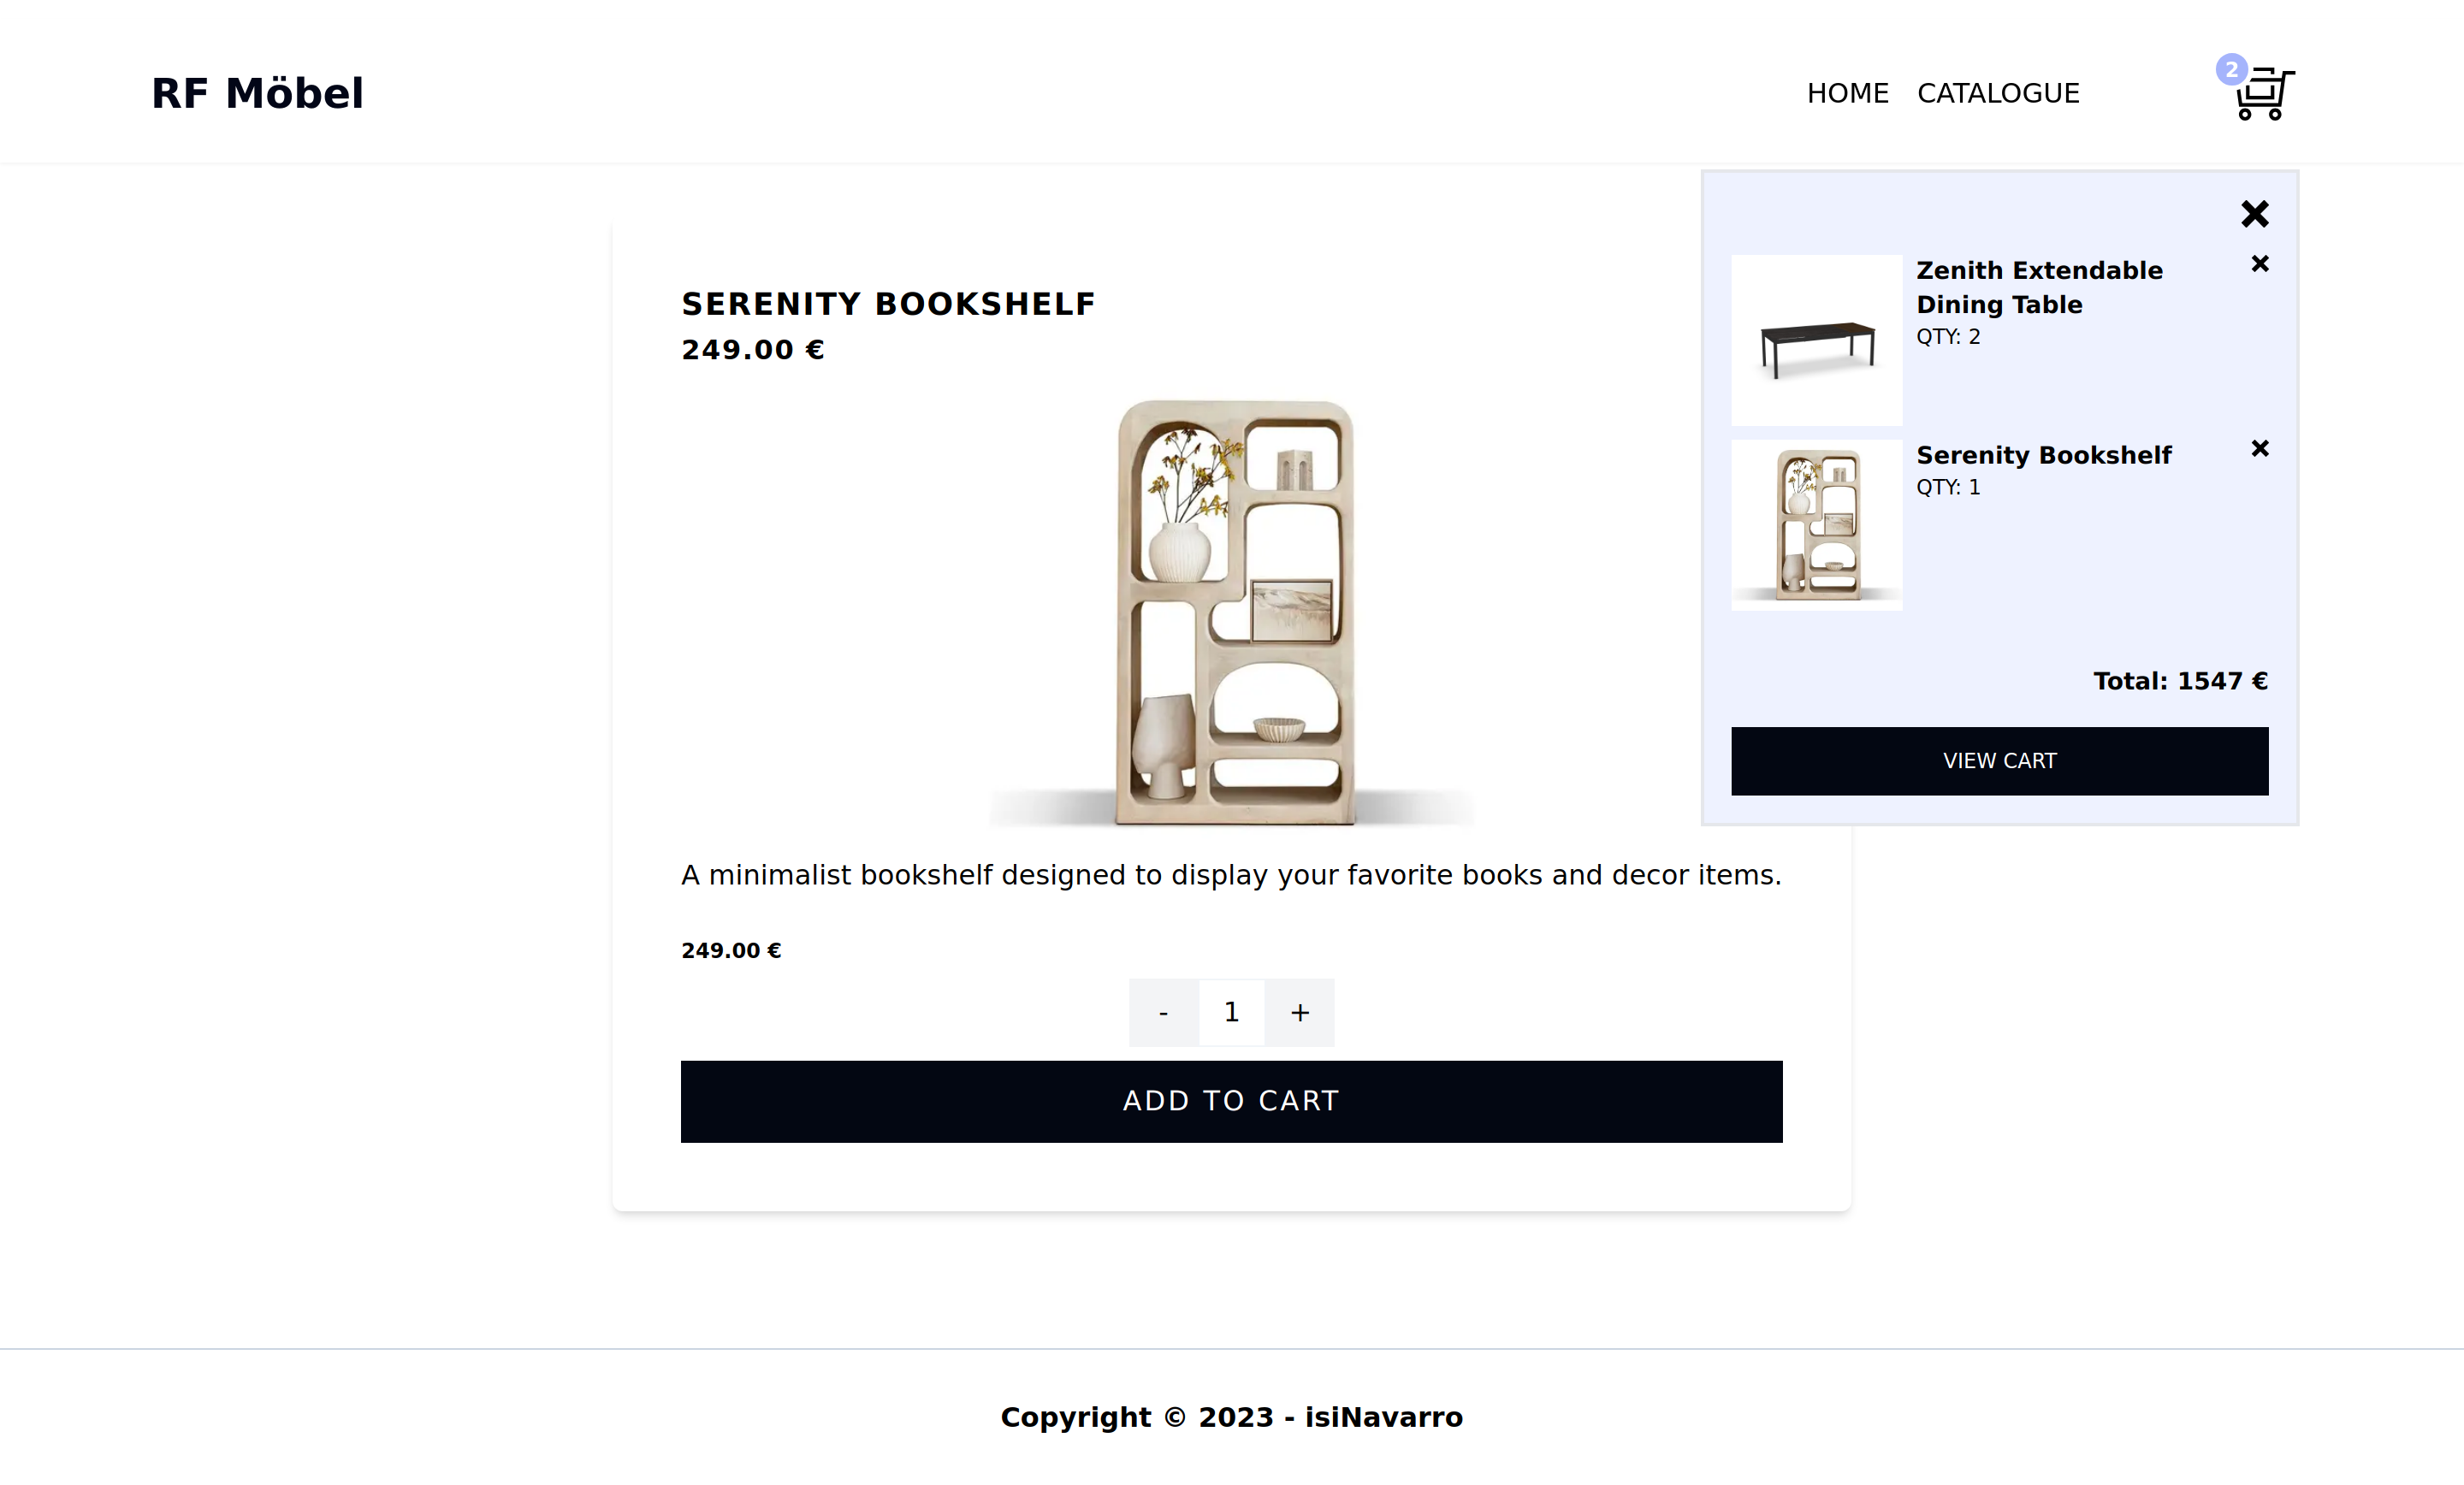 RF Möbel
HOME CATALOGUE
2
SERENITY BOOKSHELF
249.00 €
Zenith Extendable
Dining Table
QTY: 2
Serenity Bookshelf
QTY: 1
Total: 1547 €
VIEW CART
A minimalist bookshelf designed to display your favorite books and decor items.
249.00 €
- 1 +
ADD TO CART
Copyright © 2023 - isiNavarro